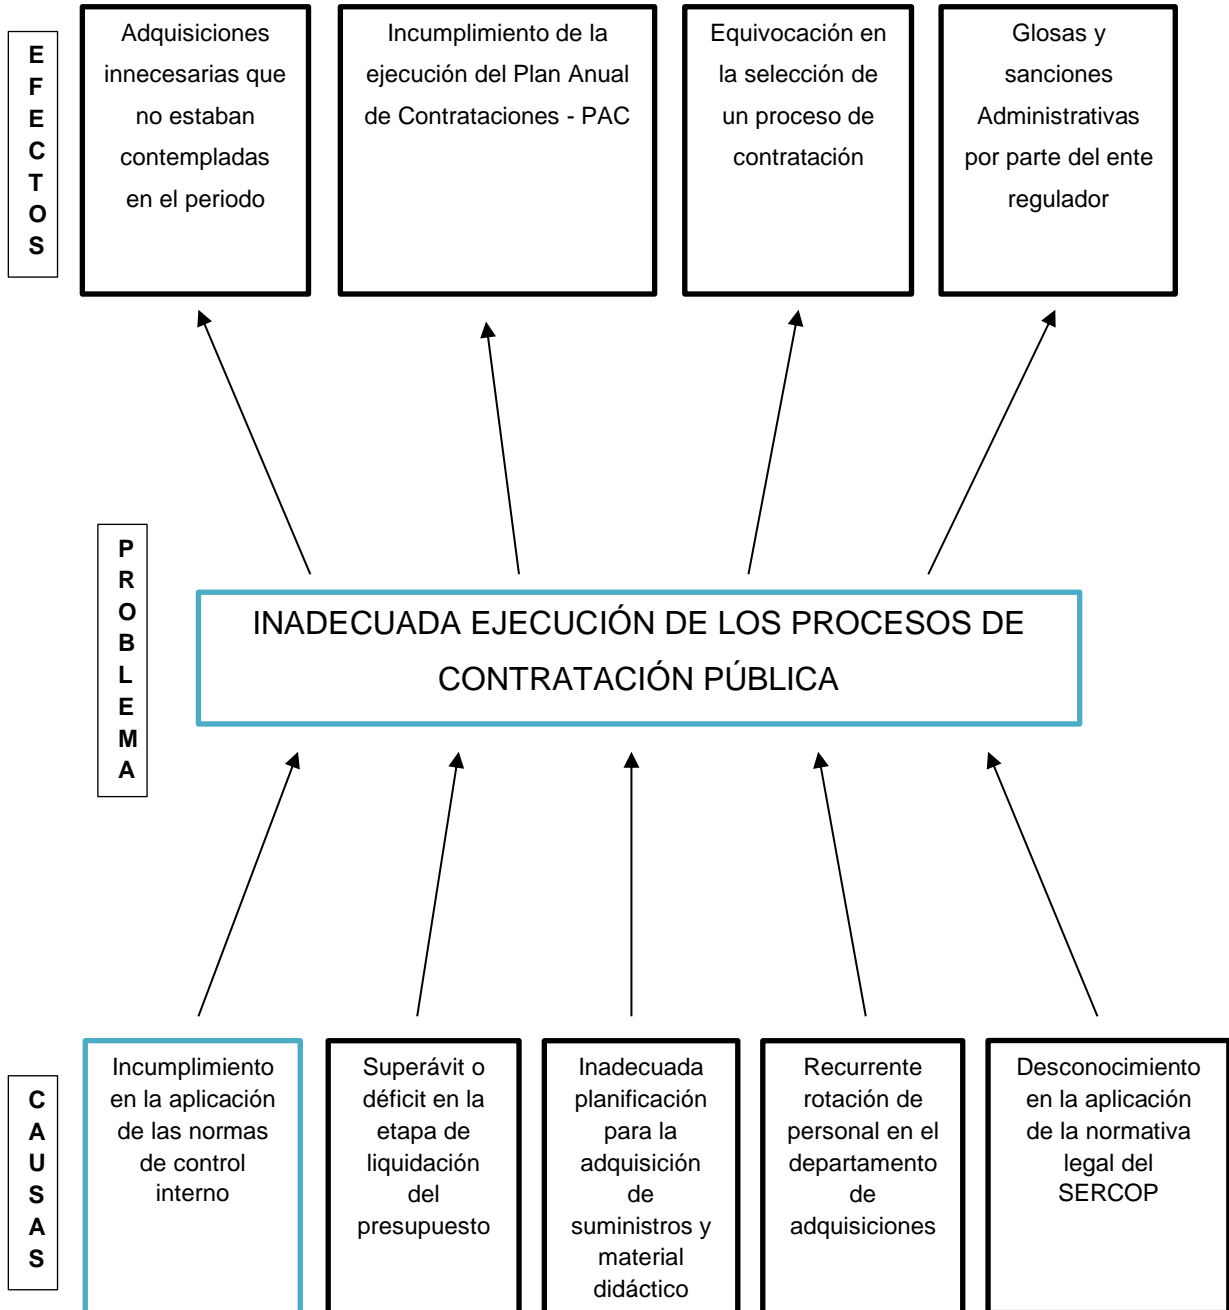 E
F
E
C
T
O
S
Adquisiciones
innecesarias que
no estaban
contempladas
en el periodo
Incumplimiento de la
ejecución del Plan Anual
de Contrataciones - PAC
Equivocación en
la selección de
un proceso de
contratación
Glosas y
sanciones
Administrativas
por parte del ente
regulador
P
R
O
B
L
E
M
A
INADECUADA EJECUCIÓN DE LOS PROCESOS DE
CONTRATACIÓN PÚBLICA
C
A
U
S
A
S
Incumplimiento
en la aplicación
de las normas
de control
interno
Superávit o
déficit en la
etapa de
liquidación
del
presupuesto
Inadecuada
planificación
para la
adquisición
de
suministros y
material
didáctico
Recurrente
rotación de
personal en el
departamento
de
adquisiciones
Desconocimiento
en la aplicación
de la normativa
legal del
SERCOP